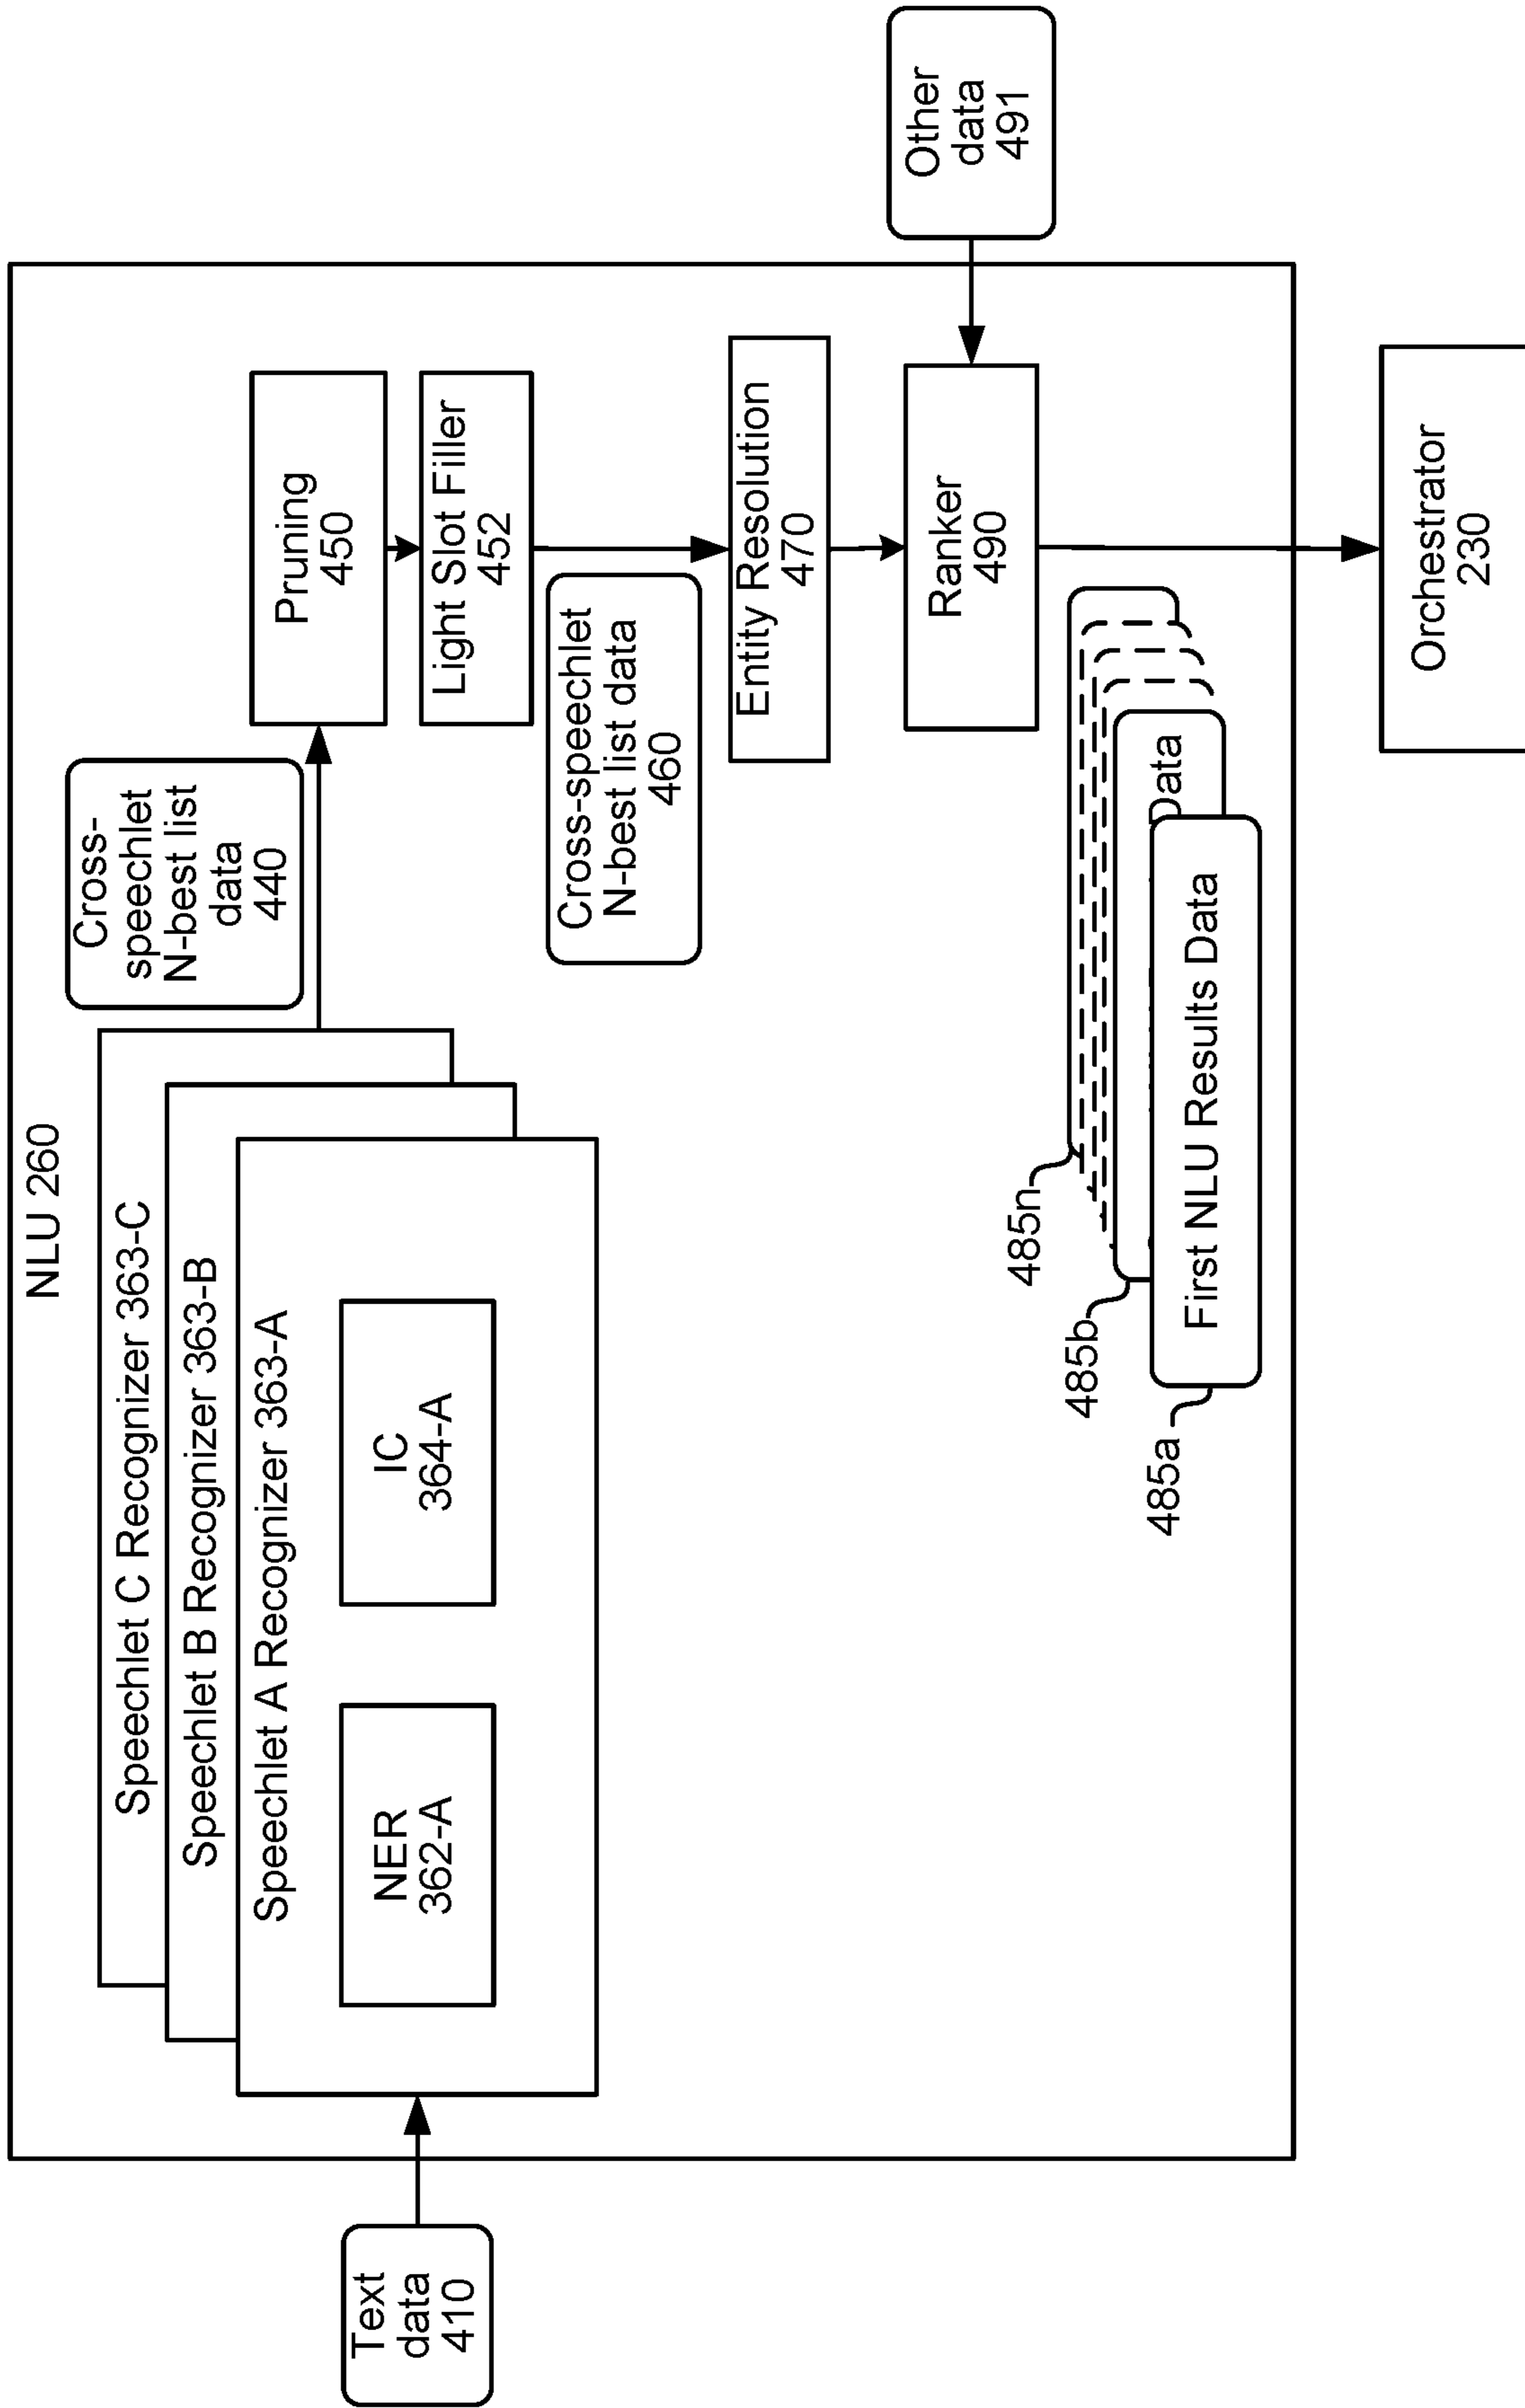 NLU 260
Speechlet C Recognizer 363-C
Speechlet B Recognizer 363-B
Speechlet A Recognizer 363-A
NER
362-A
IC
364-A
Text
data
410
Cross-
speechlet
N-best list
data
440
Pruning
450
Light Slot Filler
452
Cross-speechlet
N-best list data
460
Entity Resolution
470
Ranker
490
Other
data
491
485n
485b
Data
485a
First NLU Results Data
Orchestrator
230